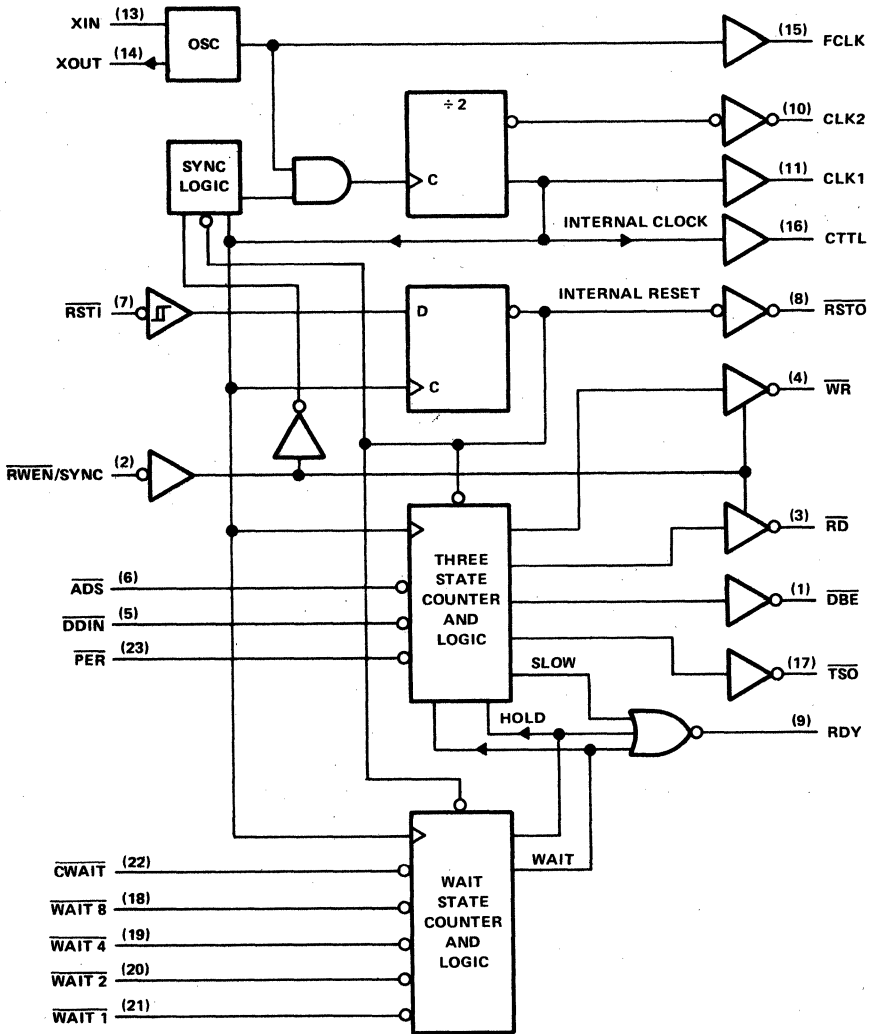 XIN (13)
XOUT (14)
OSC
(15) FCLK
÷ 2
C
(10) CLK2
SYNC
LOGIC
(11) CLK1
INTERNAL CLOCK
(16) CTTL
RSTI (7)
D
C
INTERNAL RESET
(8) RSTO
(4) WR
RWEN/SYNC (2)
(3) RD
THREE
STATE
COUNTER
AND
LOGIC
ADS (6)
DDIN (5)
PER (23)
(1) DBE
(17) TSO
SLOW
HOLD
(9) RDY
WAIT
WAIT
STATE
COUNTER
AND
LOGIC
CWAIT (22)
WAIT 8 (18)
WAIT 4 (19)
WAIT 2 (20)
WAIT 1 (21)